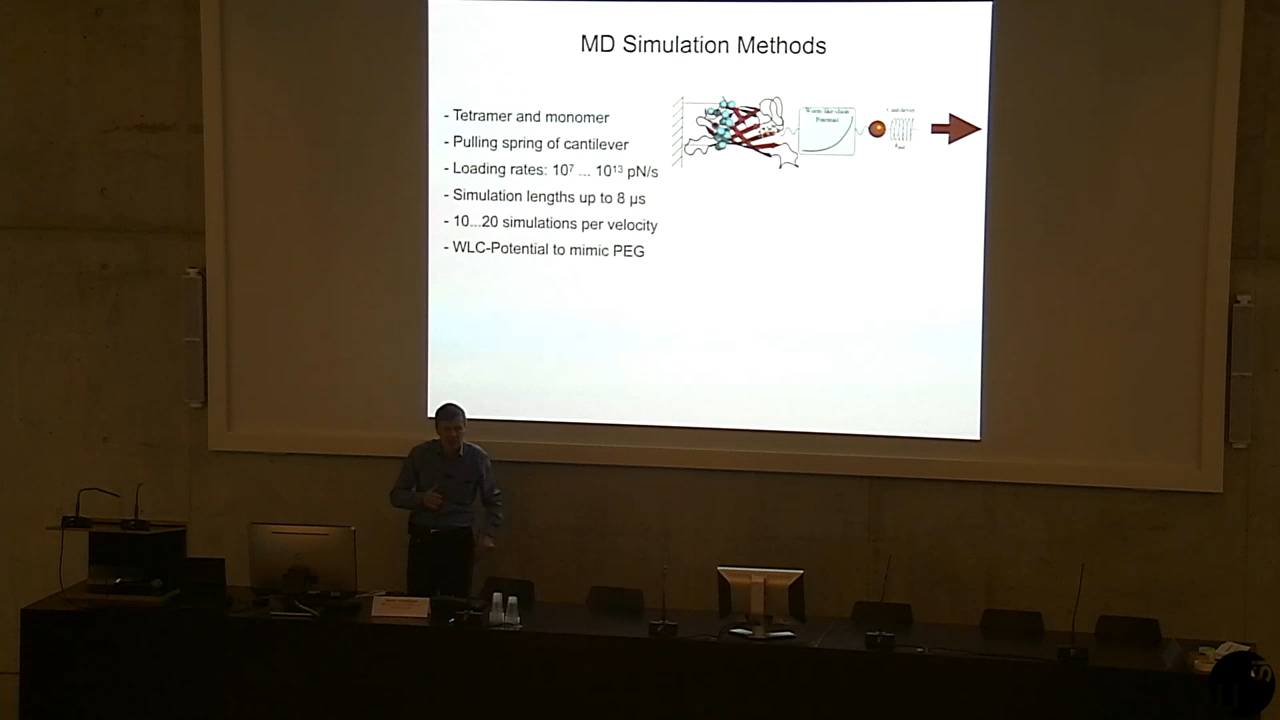 MD Simulation Methods
- Tetramer and monomer
- Pulling spring of cantilever
- Loading rates: 10⁷ ... 10¹³ pN/s
- Simulation lengths up to 8 µs
- 10...20 simulations per velocity
- WLC-Potential to mimic PEG
Worm-like chain
Potential
Cantilever